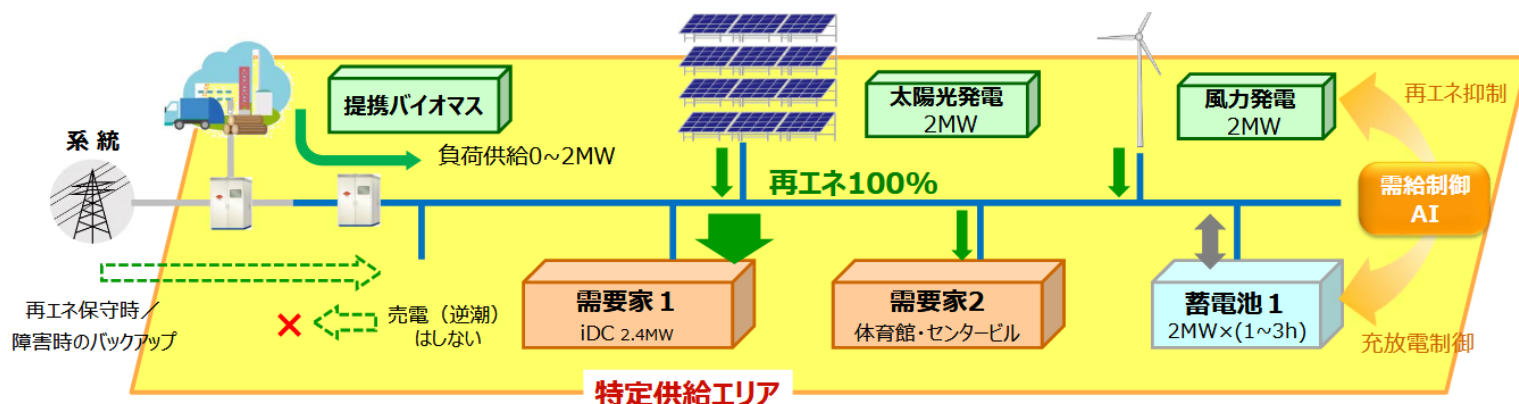 提携バイオマス
負荷供給0~2MW
系 統
太陽光発電
2MW
風力発電
2MW
再エネ抑制
再エネ100%
需給制御
AI
再エネ保守時／
障害時のバックアップ
売電（逆潮）
はしない
需要家１
iDC 2.4MW
需要家2
体育館・センタービル
蓄電池１
2MW×(1~3h)
充放電制御
特定供給エリア